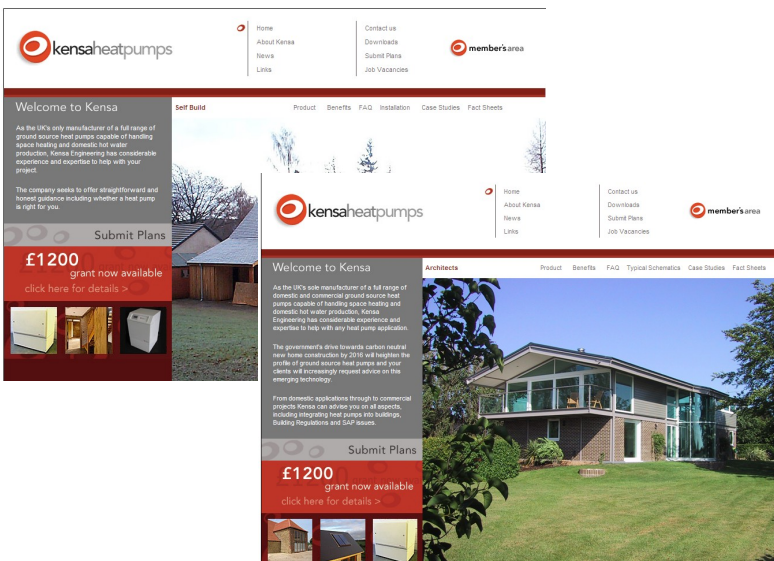 kensaheatpumps
Home
About Kensa
News
Links
Contact us
Downloads
Submit Plans
Job Vacancies
member's area
Welcome to Kensa
As the UK's only manufacturer of a full range of
ground source heat pumps capable of handling
space heating and domestic hot water
production, Kensa Engineering has considerable
experience and expertise to help with your
project.
The company seeks to offer straightforward and
honest guidance including whether a heat pump
is right for you.
Submit Plans
£1200
grant now available
click here for details >
Self Build
Product Benefits FAQ Installation Case Studies Fact Sheets
kensaheatpumps
Home
About Kensa
News
Links
Contact us
Downloads
Submit Plans
Job Vacancies
member's area
Welcome to Kensa
As the UK's sole manufacturer of a full range of
domestic and commercial ground source heat
pumps capable of handling space heating and
domestic hot water production, Kensa
Engineering has considerable experience and
expertise to help with any heat pump application.
The government's drive towards carbon neutral
new home construction by 2016 will heighten the
profile of ground source heat pumps and your
clients will increasingly request advice on this
emerging technology.
From domestic applications through to commercial
projects Kensa can advise you on all aspects,
including integrating heat pumps into buildings,
Building Regulations and SAP issues.
Submit Plans
£1200
grant now available
click here for details >
Architects
Product Benefits FAQ Typical Schematics Case Studies Fact Sheets